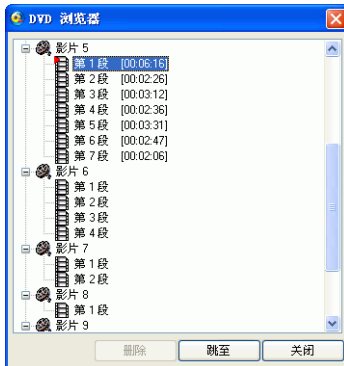 DVD 浏览器
影片 5
第 1 段 [00:06:16]
第 2 段 [00:02:26]
第 3 段 [00:03:12]
第 4 段 [00:02:36]
第 5 段 [00:03:31]
第 6 段 [00:02:47]
第 7 段 [00:02:06]
影片 6
第 1 段
第 2 段
第 3 段
第 4 段
影片 7
第 1 段
第 2 段
影片 8
第 1 段
影片 9
删除 跳至 关闭